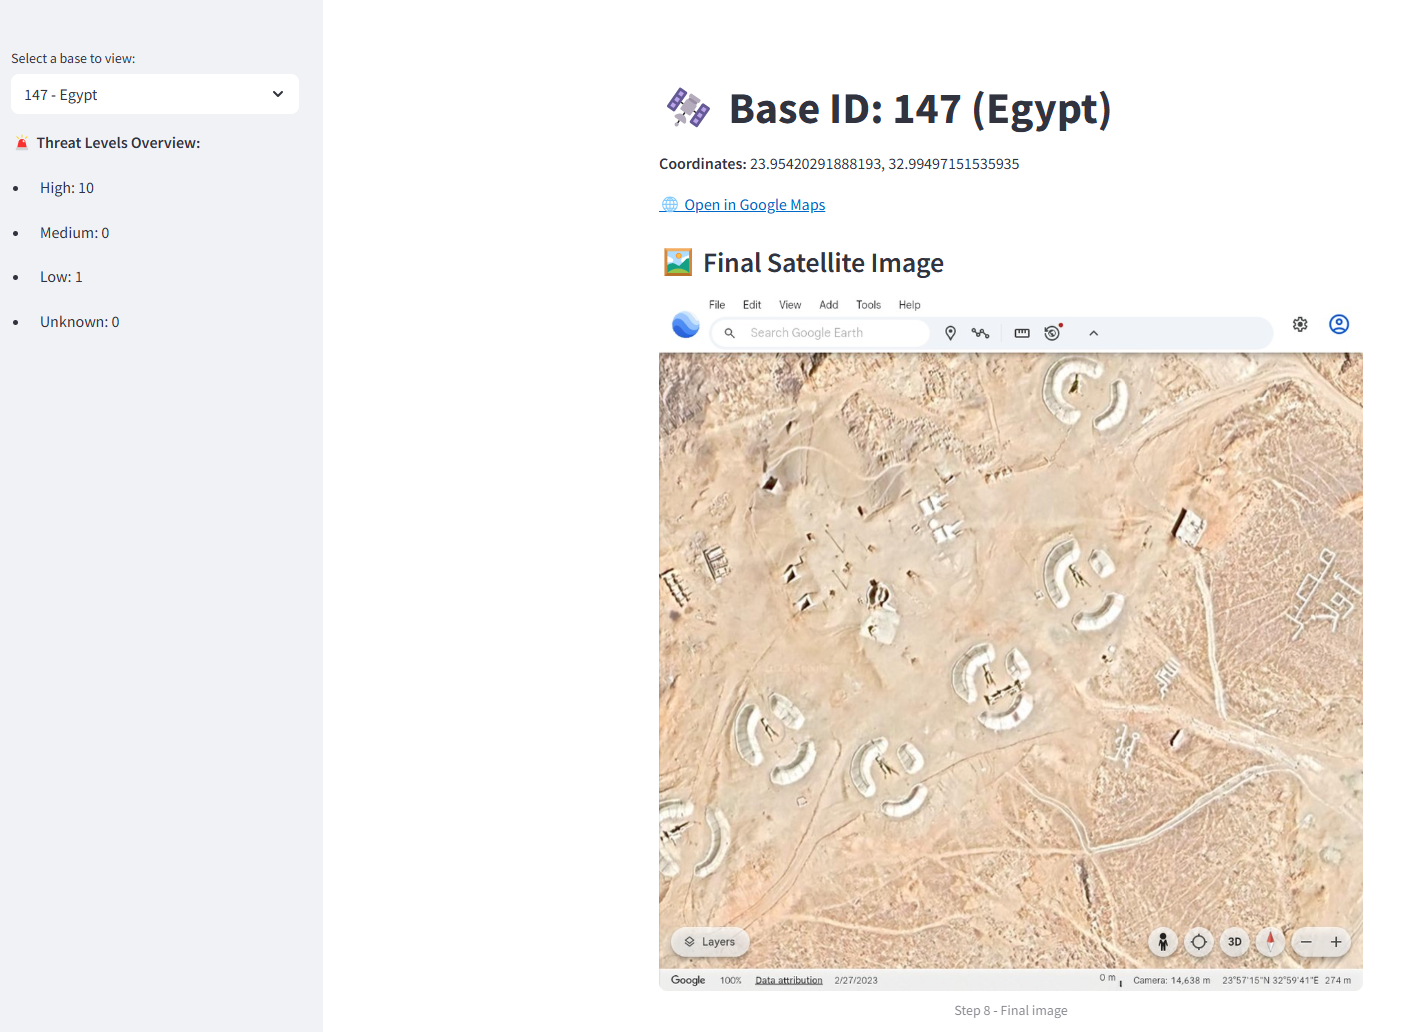 Select a base to view:
147 - Egypt
Threat Levels Overview:
High: 10
Medium: 0
Low: 1
Unknown: 0
Base ID: 147 (Egypt)
Coordinates: 23.95420291888193, 32.99497151535935
Open in Google Maps
Final Satellite Image
File Edit View Add Tools Help
Search Google Earth
Layers
3D
Google 100% Data attribution 2/27/2023 0 m Camera: 14,638 m 23°57'15"N 32°59'41"E 274 m
Step 8 - Final image